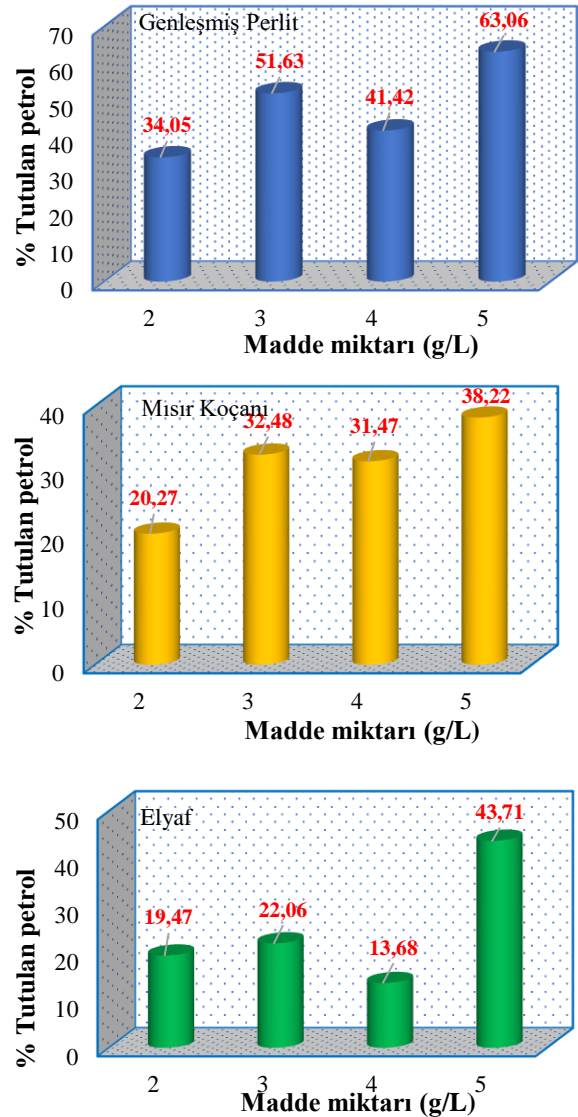 Genleşmiş Perlit
% Tutulan petrol
70
60
50
40
30
20
10
0
34,05
51,63
41,42
63,06
2 3 4 5
Madde miktarı (g/L)
Mısır Koçanı
% Tutulan petrol
40
30
20
10
0
20,27
32,48
31,47
38,22
2 3 4 5
Madde miktarı (g/L)
Elyaf
% Tutulan petrol
50
40
30
20
10
0
19,47
22,06
13,68
43,71
2 3 4 5
Madde miktarı (g/L)